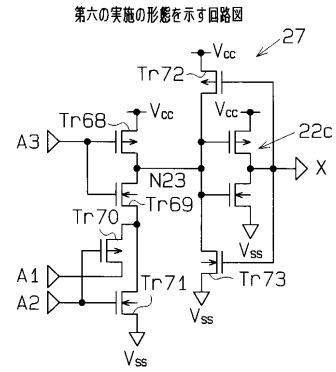 第六の実施の形態を示す回路図
27
Vcc
Tr72
Tr68
Vcc
Vcc
22c
A3
N23
X
Tr69
Tr70
Vss
A1
A2
Tr71
Tr73
Vss
Vss